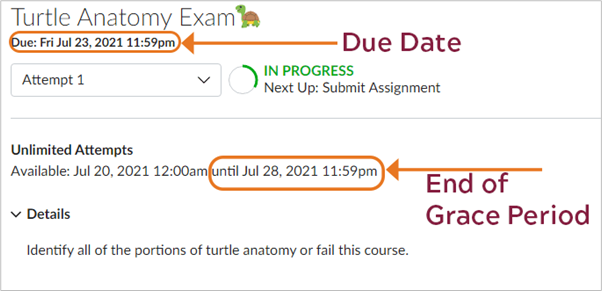 Turtle Anatomy Exam🐢
Due: Fri Jul 23, 2021 11:59pm
Due Date
Attempt 1
IN PROGRESS
Next Up: Submit Assignment
Unlimited Attempts
Available: Jul 20, 2021 12:00am until Jul 28, 2021 11:59pm
End of
Grace Period
Details
Identify all of the portions of turtle anatomy or fail this course.